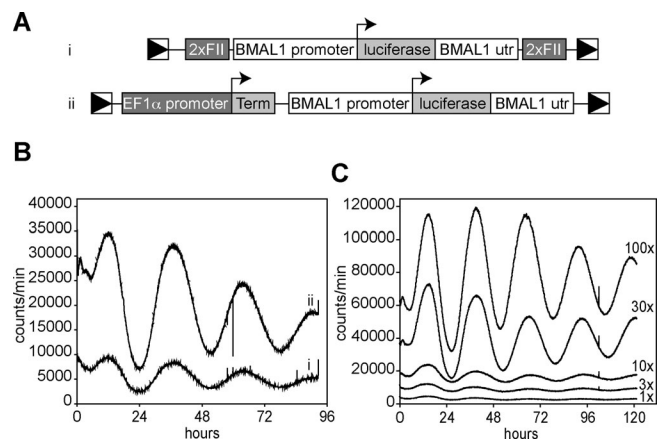 A
i
2xFII
BMAL1 promoter
luciferase
BMAL1 utr
2xFII
ii
EF1α promoter
Term
BMAL1 promoter
luciferase
BMAL1 utr
B
counts/min
40000
35000
30000
25000
20000
15000
10000
5000
0
0
24
48
72
96
hours
ii
i
C
counts/min
120000
100000
80000
60000
40000
20000
0
0
24
48
72
96
120
hours
100x
30x
10x
3x
1x